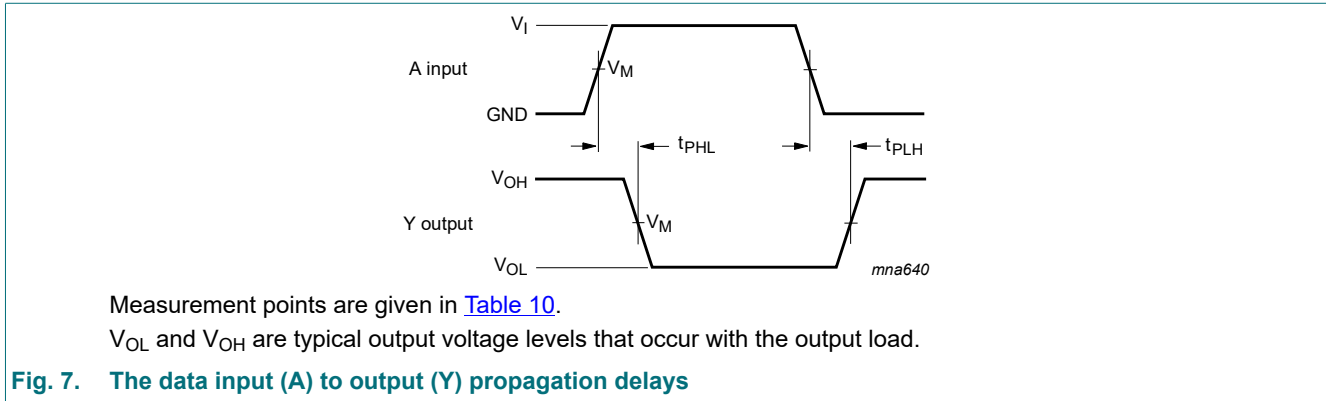 V_I
A input
V_M
GND
t_PHL
t_PLH
V_OH
Y output
V_M
V_OL
mna640
Measurement points are given in Table 10.
V_OL and V_OH are typical output voltage levels that occur with the output load.
Fig. 7. The data input (A) to output (Y) propagation delays